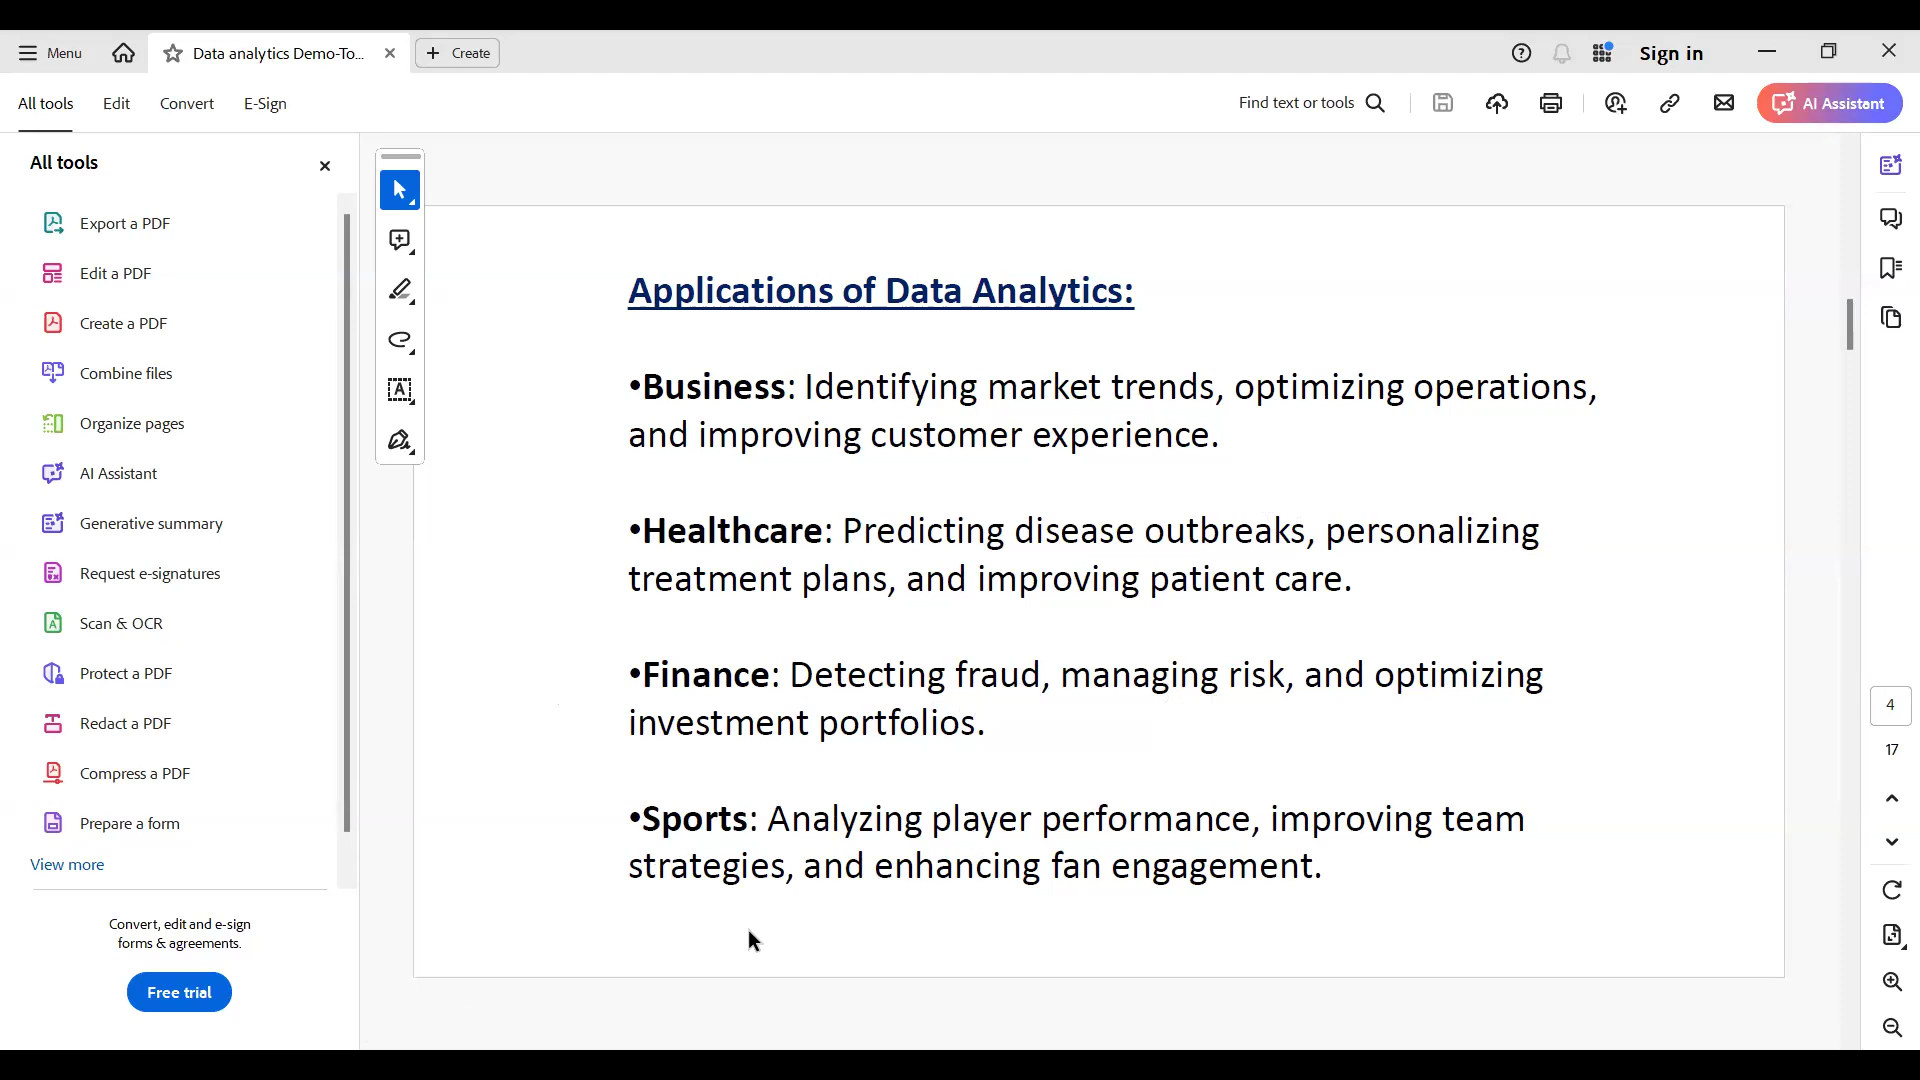 Menu
Data analytics Demo-To...
Create
Sign in
All tools
Edit
Convert
E-Sign
Find text or tools
AI Assistant
All tools
Export a PDF
Edit a PDF
Create a PDF
Combine files
Organize pages
AI Assistant
Generative summary
Request e-signatures
Scan & OCR
Protect a PDF
Redact a PDF
Compress a PDF
Prepare a form
View more
Convert, edit and e-sign
forms & agreements.
Free trial
Applications of Data Analytics:
•Business: Identifying market trends, optimizing operations,
and improving customer experience.
•Healthcare: Predicting disease outbreaks, personalizing
treatment plans, and improving patient care.
•Finance: Detecting fraud, managing risk, and optimizing
investment portfolios.
•Sports: Analyzing player performance, improving team
strategies, and enhancing fan engagement.
4
17